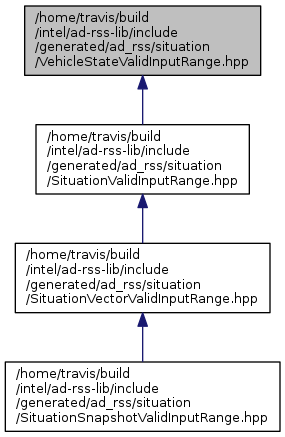 /home/travis/build
/intel/ad-rss-lib/include
/generated/ad_rss/situation
/VehicleStateValidInputRange.hpp
/home/travis/build
/intel/ad-rss-lib/include
/generated/ad_rss/situation
/SituationValidInputRange.hpp
/home/travis/build
/intel/ad-rss-lib/include
/generated/ad_rss/situation
/SituationVectorValidInputRange.hpp
/home/travis/build
/intel/ad-rss-lib/include
/generated/ad_rss/situation
/SituationSnapshotValidInputRange.hpp